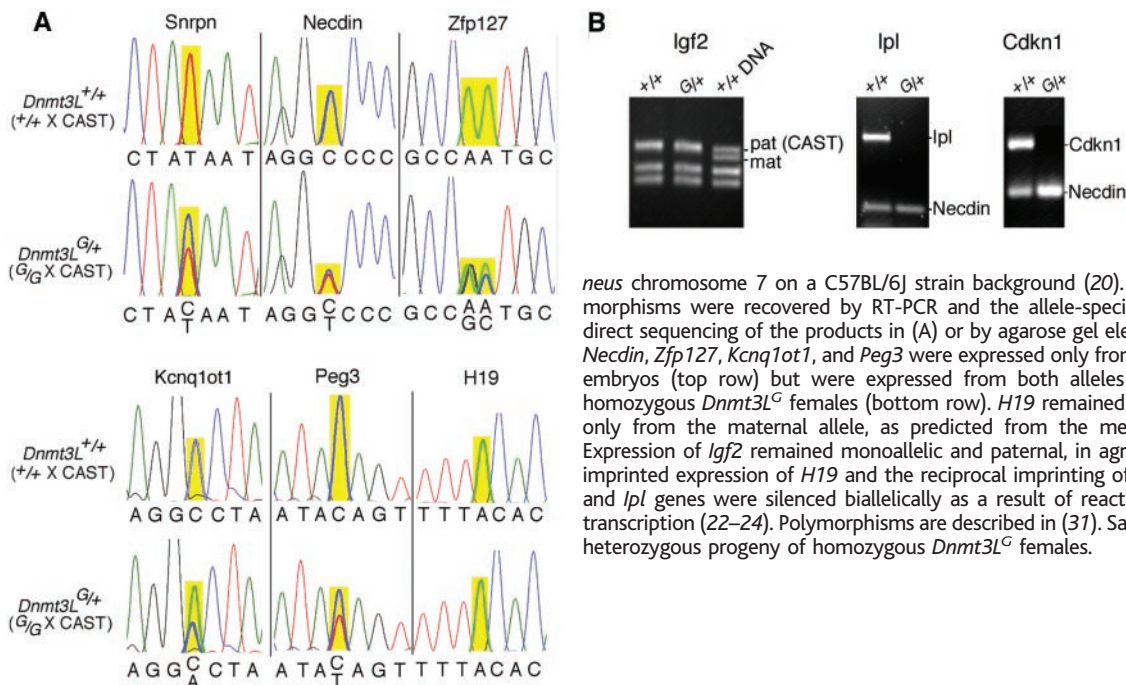 A
Snrpn Necdin Zfp127
Dnmt3L+/+
(+/+ X CAST)
C T A T A A T A G G C C C C G C C A A T G C
Dnmt3LG/+
(G/G X CAST)
C T A C A A T A G G C C C C G C C A A T G C
T T G C
Kcnq1ot1 Peg3 H19
Dnmt3L+/+
(+/+ X CAST)
A G G C C T A A T A C A G T T T T A C A C
Dnmt3LG/+
(G/G X CAST)
A G G C C T A A T A C A G T T T T A C A C
A T
B
Igf2 Ipl Cdkn1
+/+ G/+ +/+ DNA +/+ G/+ +/+ G/+
pat (CAST)
mat
Ipl
Necdin
Cdkn1
Necdin
neus chromosome 7 on a C57BL/6J strain background (20).
morphisms were recovered by RT-PCR and the allele-speci
direct sequencing of the products in (A) or by agarose gel ele
Necdin, Zfp127, Kcnq1ot1, and Peg3 were expressed only from
embryos (top row) but were expressed from both alleles
homozygous Dnmt3LG females (bottom row). H19 remained
only from the maternal allele, as predicted from the me
Expression of Igf2 remained monoallelic and paternal, in agr
imprinted expression of H19 and the reciprocal imprinting of
and Ipl genes were silenced biallelically as a result of react
transcription (22–24). Polymorphisms are described in (31). Sa
heterozygous progeny of homozygous Dnmt3LG females.